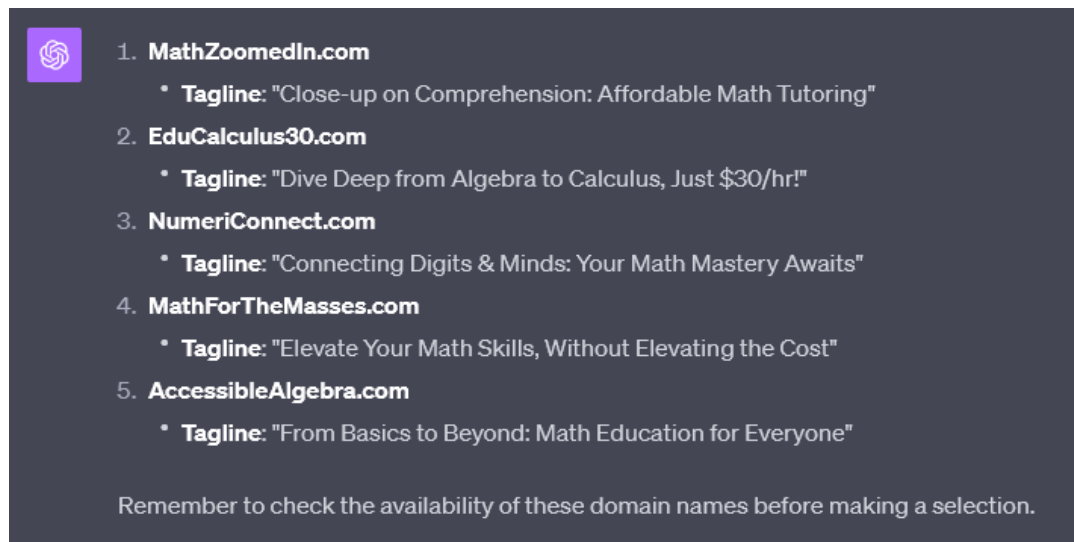 1. MathZoomedIn.com
• Tagline: "Close-up on Comprehension: Affordable Math Tutoring"
2. EduCalculus30.com
• Tagline: "Dive Deep from Algebra to Calculus, Just $30/hr!"
3. NumeriConnect.com
• Tagline: "Connecting Digits & Minds: Your Math Mastery Awaits"
4. MathForTheMasses.com
• Tagline: "Elevate Your Math Skills, Without Elevating the Cost"
5. AccessibleAlgebra.com
• Tagline: "From Basics to Beyond: Math Education for Everyone"
Remember to check the availability of these domain names before making a selection.